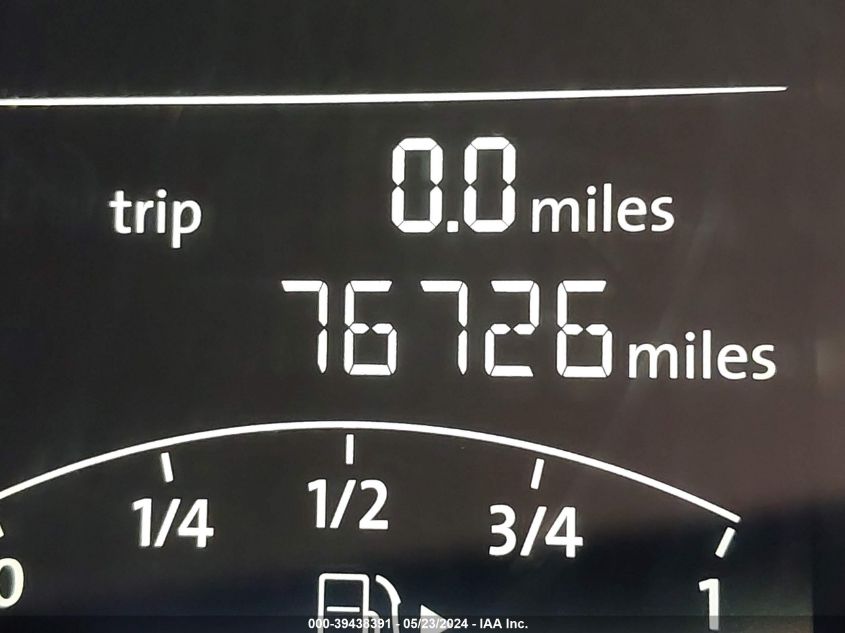 trip 0.0 miles
76726 miles
0 1/4 1/2 3/4 1
000-39438391 - 05/23/2024 - IAA Inc.